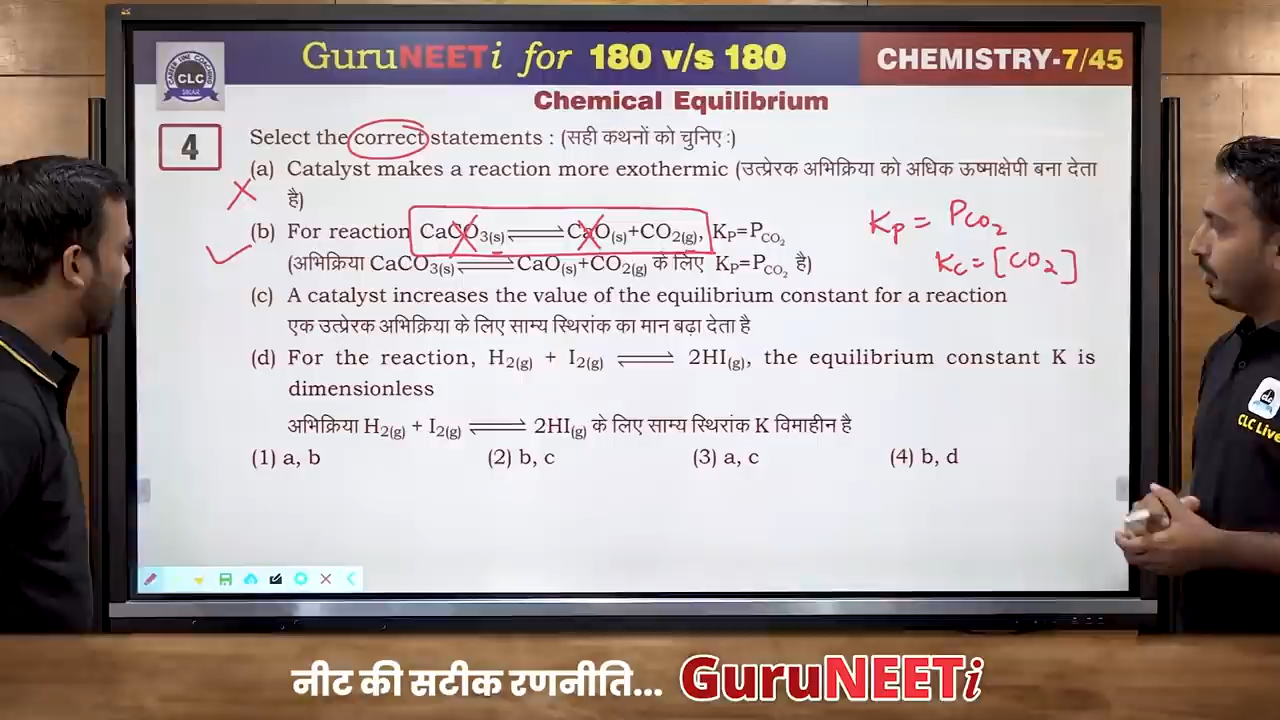 GuruNEETi for 180 v/s 180
CHEMISTRY-7/45
CLC
SIKAR
Chemical Equilibrium
4
Select the correct statements : (सही कथनों को चुनिए :)
(a) Catalyst makes a reaction more exothermic (उत्प्रेरक अभिक्रिया को अधिक ऊष्माक्षेपी बना देता
है)
(b) For reaction CaCO3(s) ⇌ CaO(s)+CO2(g), KP=PCO2
(अभिक्रिया CaCO3(s) ⇌ CaO(s)+CO2(g) के लिए KP=PCO2 है)
Kp = PCO2
Kc = [CO2]
(c) A catalyst increases the value of the equilibrium constant for a reaction
एक उत्प्रेरक अभिक्रिया के लिए साम्य स्थिरांक का मान बढ़ा देता है
(d) For the reaction, H2(g) + I2(g) ⇌ 2HI(g), the equilibrium constant K is
dimensionless
अभिक्रिया H2(g) + I2(g) ⇌ 2HI(g) के लिए साम्य स्थिरांक K विमाहीन है
(1) a, b (2) b, c (3) a, c (4) b, d
CLC Live
नीट की सटीक रणनीति... GuruNEETi